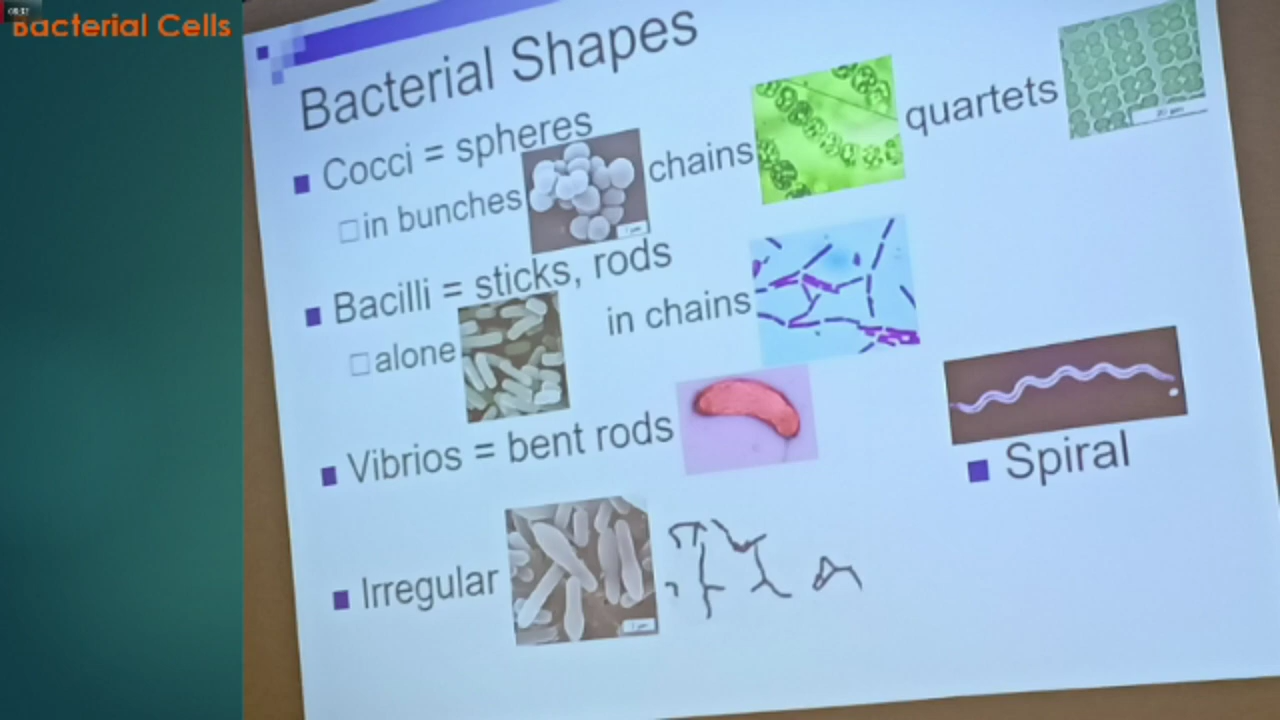 Bacterial Cells
Bacterial Shapes
Cocci = spheres
in bunches
chains
quartets
Bacilli = sticks, rods
alone
in chains
Vibrios = bent rods
Spiral
Irregular